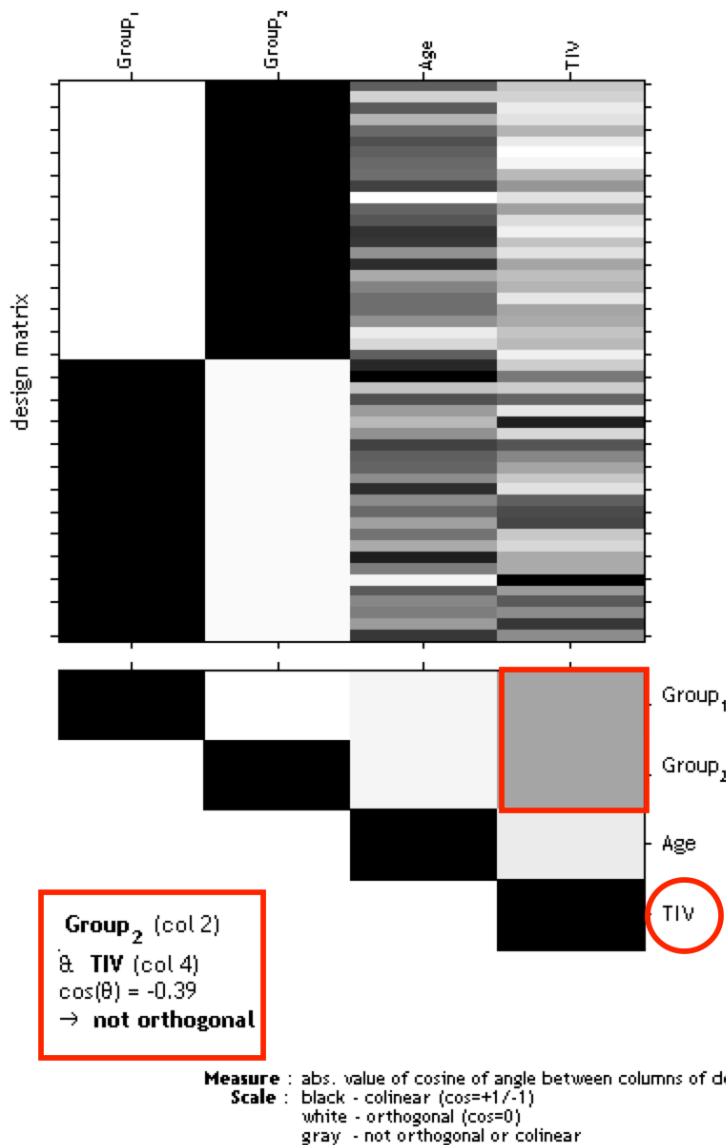 Group₁
Group₂
Age
TIV
design matrix
Group₁
Group₂
Age
TIV
Group₂ (col 2)
& TIV (col 4)
cos(θ) = -0.39
→ not orthogonal
Measure : abs. value of cosine of angle between columns of de
Scale : black - colinear (cos=+1/-1)
white - orthogonal (cos=0)
gray - not orthogonal or colinear